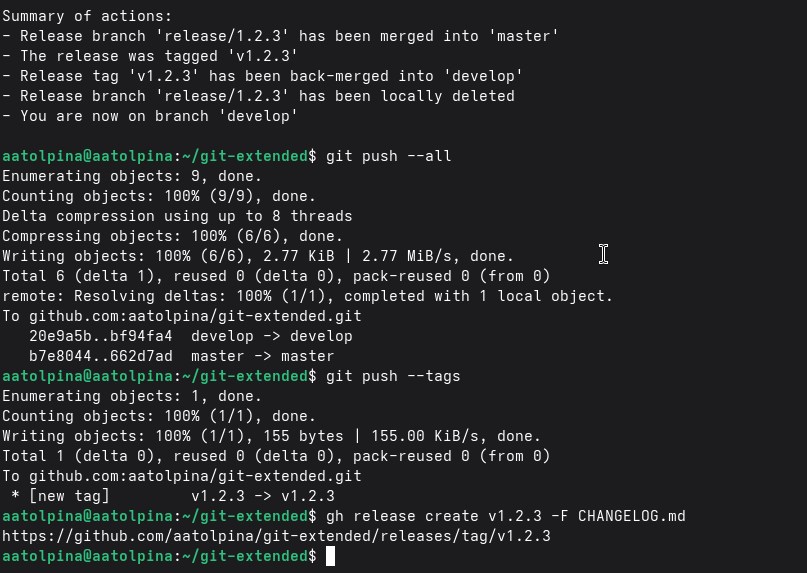 Summary of actions:
- Release branch 'release/1.2.3' has been merged into 'master'
- The release was tagged 'v1.2.3'
- Release tag 'v1.2.3' has been back-merged into 'develop'
- Release branch 'release/1.2.3' has been locally deleted
- You are now on branch 'develop'

aatolpina@aatolpina:~/git-extended$ git push --all
Enumerating objects: 9, done.
Counting objects: 100% (9/9), done.
Delta compression using up to 8 threads
Compressing objects: 100% (6/6), done.
Writing objects: 100% (6/6), 2.77 KiB | 2.77 MiB/s, done.
Total 6 (delta 1), reused 0 (delta 0), pack-reused 0 (from 0)
remote: Resolving deltas: 100% (1/1), completed with 1 local object.
To github.com:aatolpina/git-extended.git
   20e9a5b..bf94fa4  develop -> develop
   b7e8044..662d7ad  master -> master
aatolpina@aatolpina:~/git-extended$ git push --tags
Enumerating objects: 1, done.
Counting objects: 100% (1/1), done.
Writing objects: 100% (1/1), 155 bytes | 155.00 KiB/s, done.
Total 1 (delta 0), reused 0 (delta 0), pack-reused 0 (from 0)
To github.com:aatolpina/git-extended.git
 * [new tag]         v1.2.3 -> v1.2.3
aatolpina@aatolpina:~/git-extended$ gh release create v1.2.3 -F CHANGELOG.md
https://github.com/aatolpina/git-extended/releases/tag/v1.2.3
aatolpina@aatolpina:~/git-extended$